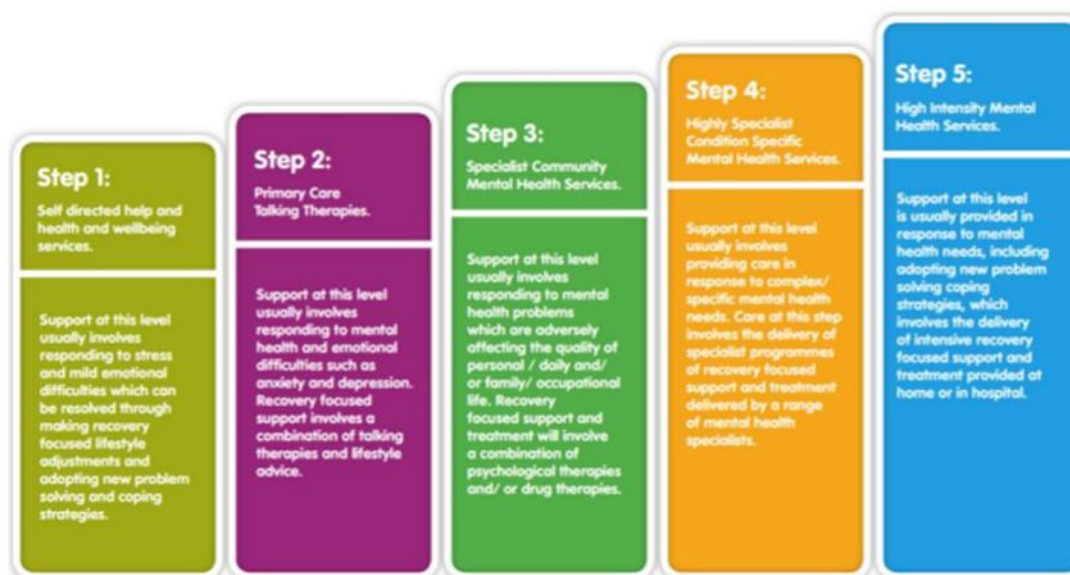 Step 1:
Self directed help and
health and wellbeing
services.
Support at this level
usually involves
responding to stress
and mild emotional
difficulties which can
be resolved through
making recovery
focused lifestyle
adjustments and
adopting new problem
solving and coping
strategies.
Step 2:
Primary Care
Talking Therapies.
Support at this level
usually involves
responding to mental
health and emotional
difficulties such as
anxiety and depression.
Recovery focused
support involves a
combination of talking
therapies and lifestyle
advice.
Step 3:
Specialist Community
Mental Health Services.
Support at this level
usually involves
responding to mental
health problems
which are adversely
affecting the quality of
personal / daily and/
or family/ occupational
life. Recovery
focused support and
treatment will involve
a combination of
psychological therapies
and/ or drug therapies.
Step 4:
Highly Specialist
Condition Specific
Mental Health Services.
Support at this level
usually involves
providing care in
response to complex/
specific mental health
needs. Care at this step
involves the delivery of
specialist programmes
of recovery focused
support and treatment
delivered by a range
of mental health
specialists.
Step 5:
High Intensity Mental
Health Services.
Support at this level
is usually provided in
response to mental
health needs, including
adopting new problem
solving coping
strategies, which
involves the delivery
of intensive recovery
focused support and
treatment provided at
home or in hospital.